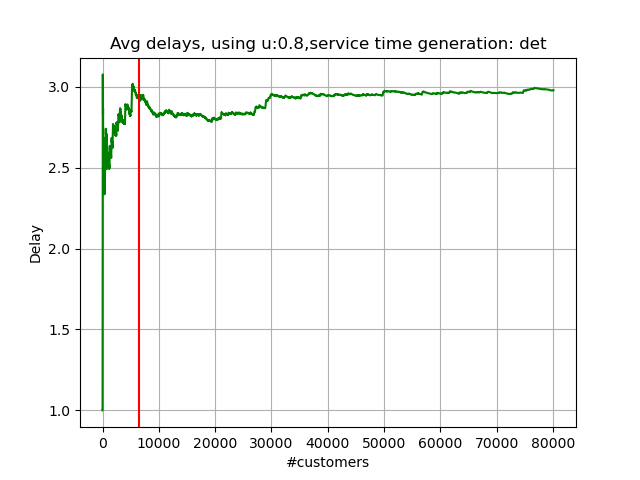 Avg delays, using u:0.8,service time generation: det
3.0
2.5
2.0
1.5
1.0
Delay
0 10000 20000 30000 40000 50000 60000 70000 80000
#customers